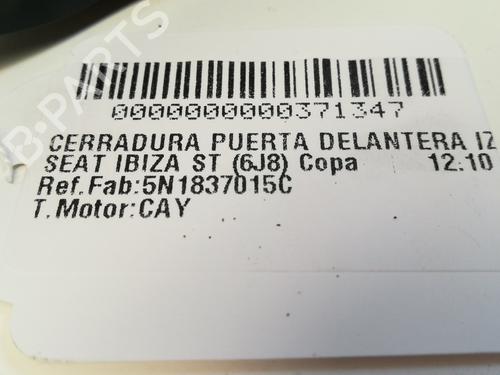 0000000000371347
CERRADURA PUERTA DELANTERA IZ
SEAT IBIZA ST (6J8) Copa 12.10
Ref.Fab:5N1837015C
T.Motor:CAY
B-PARTS